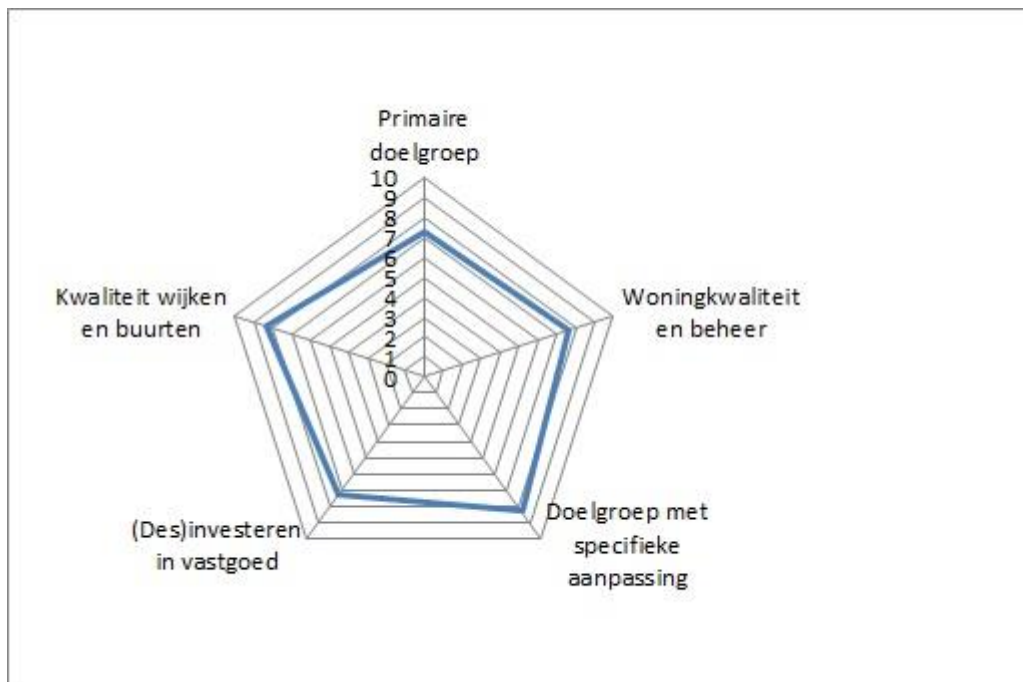 Primaire
doelgroep
10
9
8
7
6
5
4
3
2
1
0
Kwaliteit wijken
en buurten
Woningkwaliteit
en beheer
(Des)investeren
in vastgoed
Doelgroep met
specifieke
aanpassing